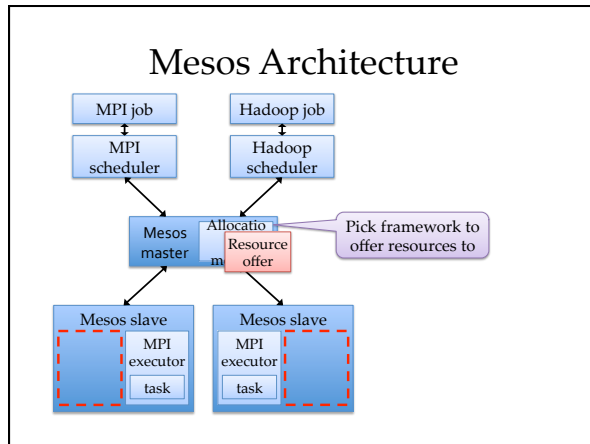 Mesos Architecture
MPI job
Hadoop job
MPI
scheduler
Hadoop
scheduler
Mesos
master
Allocatio
Resource
offer
Pick framework to
offer resources to
Mesos slave
MPI
executor
task
Mesos slave
MPI
executor
task